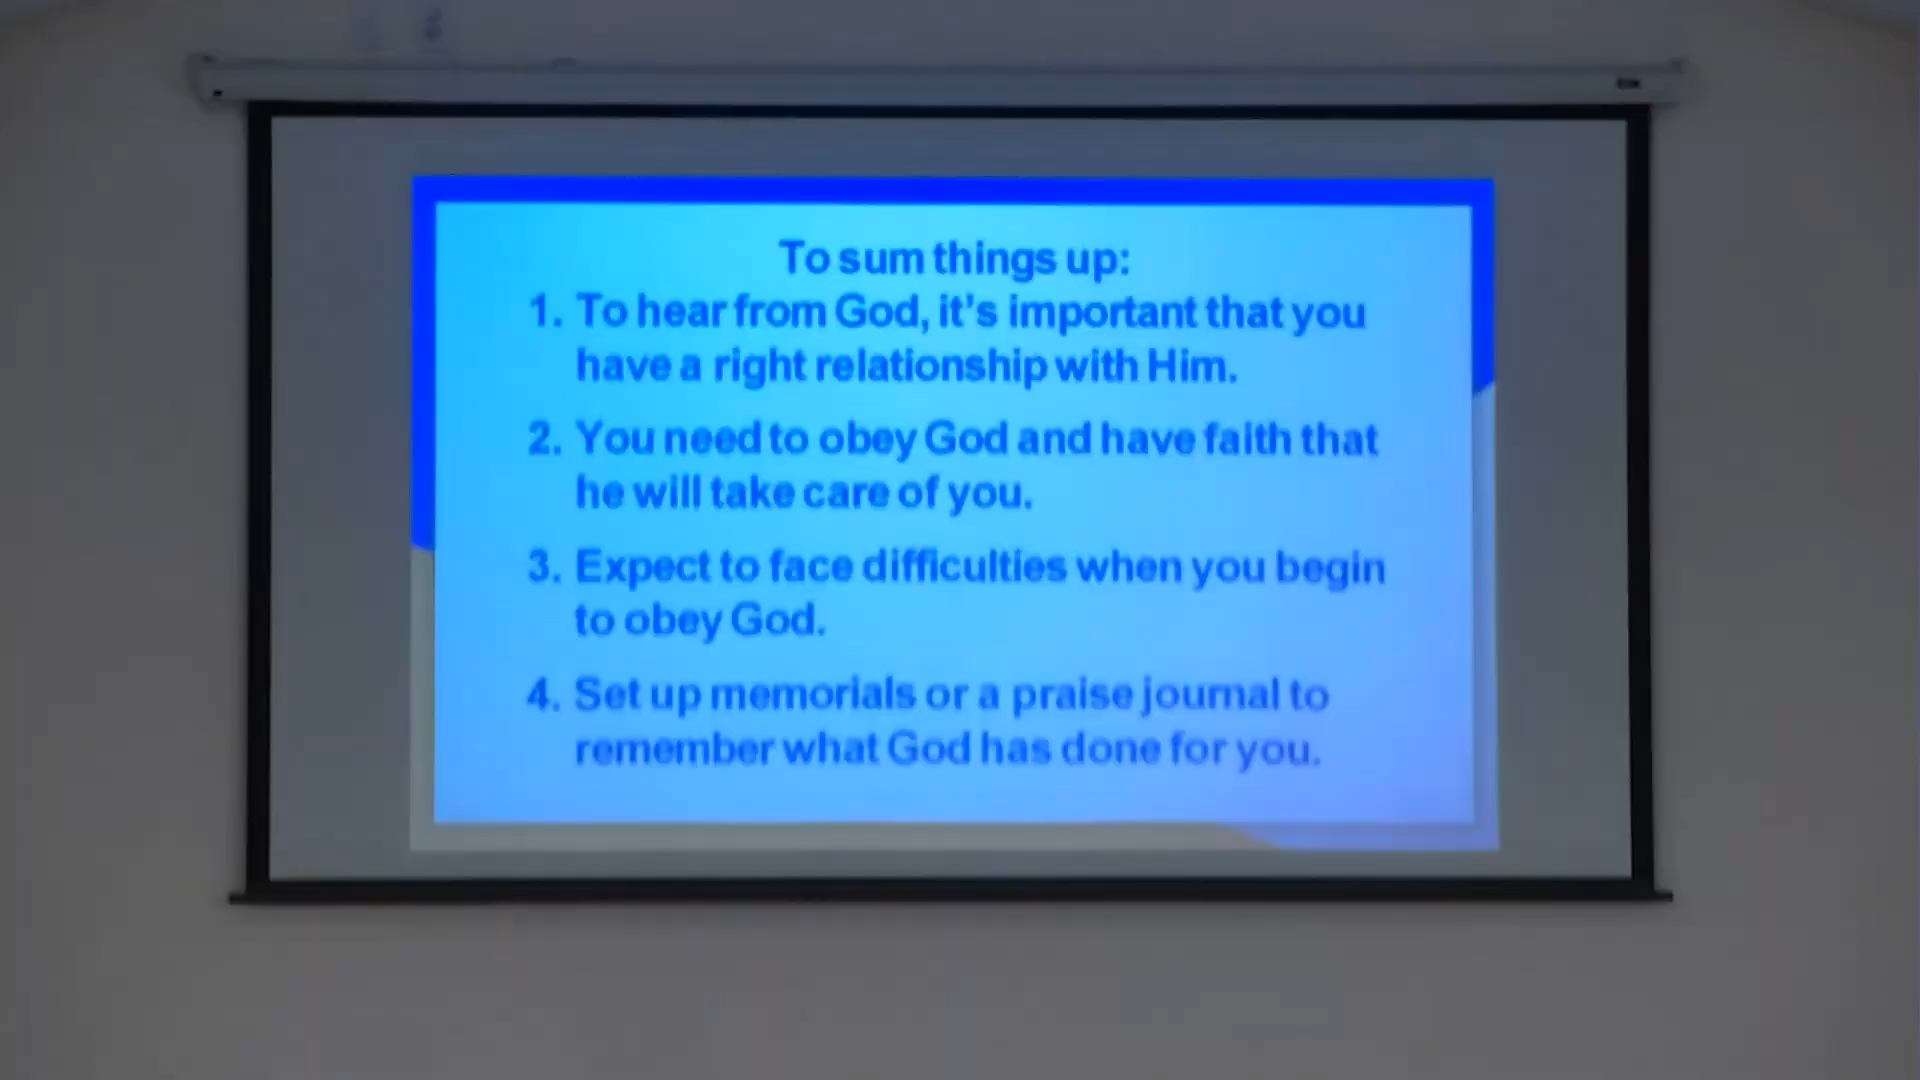 To sum things up:
1. To hear from God, it's important that you
have a right relationship with Him.
2. You need to obey God and have faith that
he will take care of you.
3. Expect to face difficulties when you begin
to obey God.
4. Set up memorials or a praise journal to
remember what God has done for you.